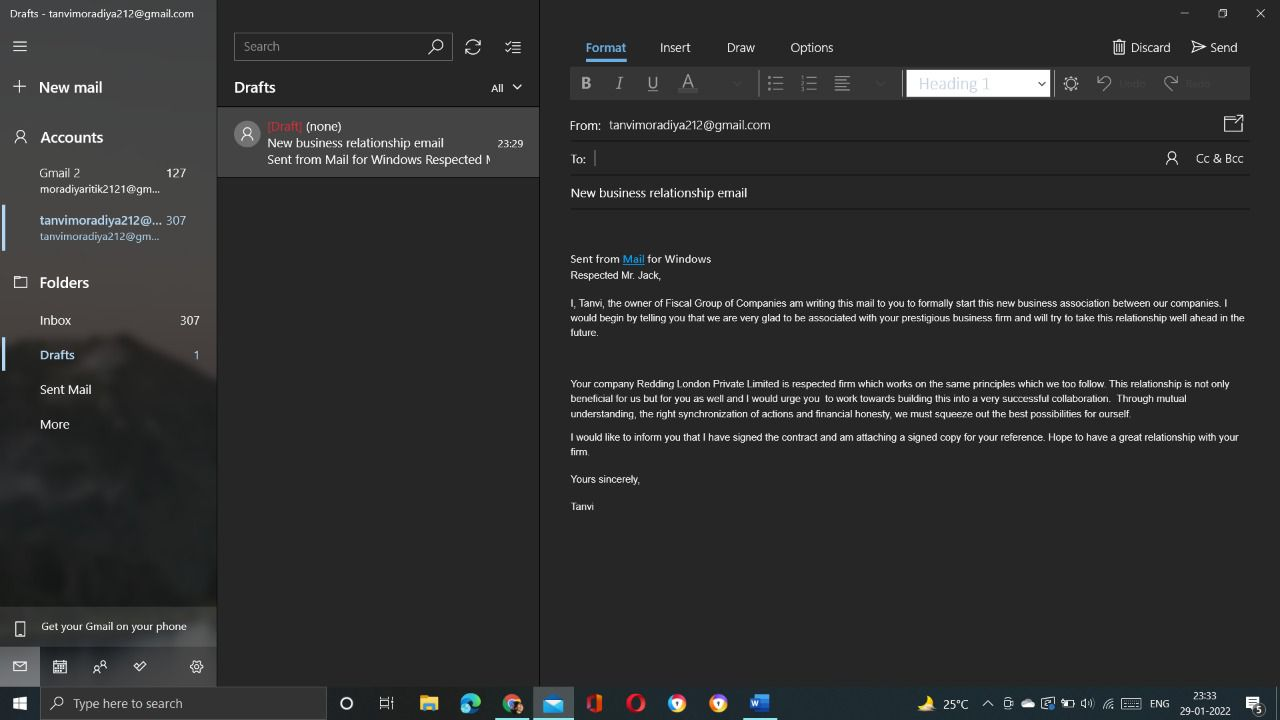 Drafts - tanvimoradiya212@gmail.com
New mail
Accounts
Gmail 2 127
moradiyaritik2121@gm...
tanvimoradiya212@... 307
tanvimoradiya212@gm...
Folders
Inbox 307
Drafts 1
Sent Mail
More
Get your Gmail on your phone
Search
Drafts All
[Draft] (none)
New business relationship email 23:29
Sent from Mail for Windows Respected M
Format Insert Draw Options Discard Send
B I U A Heading 1 Undo Redo
From: tanvimoradiya212@gmail.com
To: Cc & Bcc
New business relationship email
Sent from Mail for Windows
Respected Mr. Jack,
I, Tanvi, the owner of Fiscal Group of Companies am writing this mail to you to formally start this new business association between our companies. I
would begin by telling you that we are very glad to be associated with your prestigious business firm and will try to take this relationship well ahead in the
future.
Your company Redding London Private Limited is respected firm which works on the same principles which we too follow. This relationship is not only
beneficial for us but for you as well and I would urge you  to work towards building this into a very successful collaboration.  Through mutual
understanding, the right synchronization of actions and financial honesty, we must squeeze out the best possibilities for ourself.
I would like to inform you that I have signed the contract and am attaching a signed copy for your reference. Hope to have a great relationship with your
firm.
Yours sincerely,
Tanvi
Type here to search
25°C ENG 23:33
29-01-2022 5